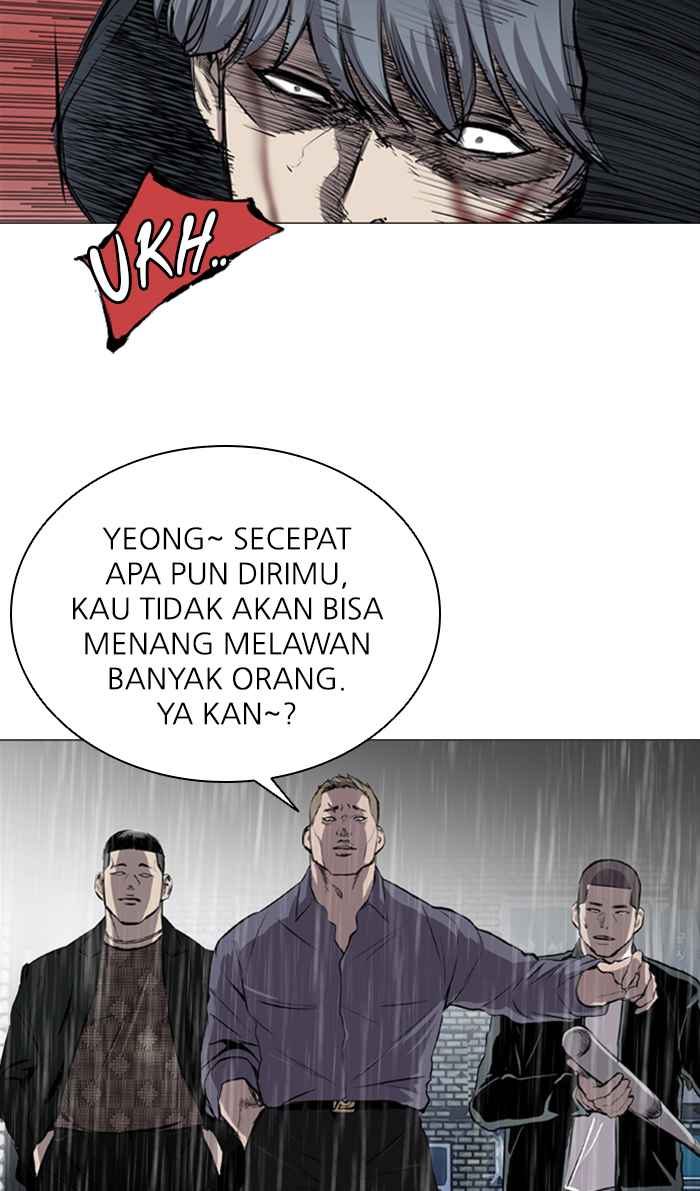 UKH..
YEONG~ SECEPAT
APA PUN DIRIMU,
KAU TIDAK AKAN BISA
MENANG MELAWAN
BANYAK ORANG.
YA KAN~?